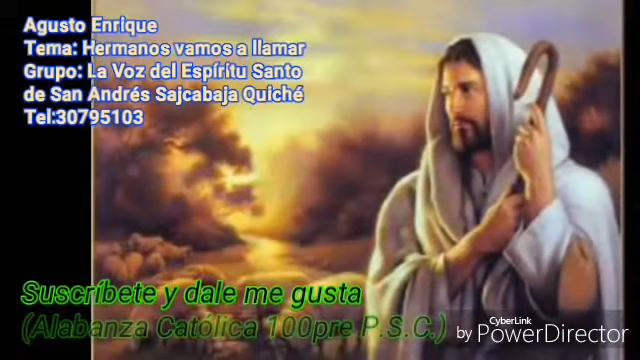 Agusto Enrique
Tema: Hermanos vamos a llamar
Grupo: La Voz del Espíritu Santo
de San Andrés Sajcabaja Quiché
Tel:30795103
Suscríbete y dale me gusta
(Alabanza Católica 100pre P.S.C.)
CyberLink
by PowerDirector